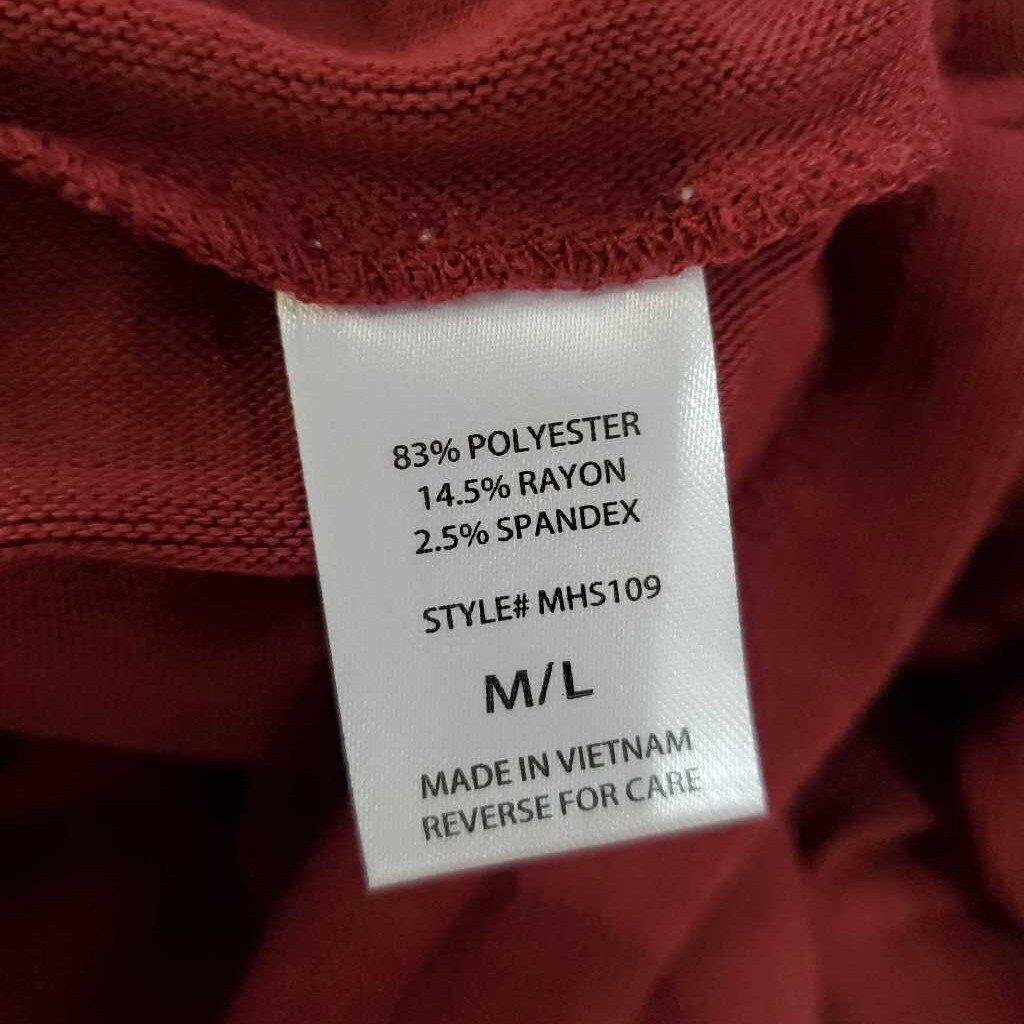 83% POLYESTER
14.5% RAYON
2.5% SPANDEX
STYLE# MHS109
M/L
MADE IN VIETNAM
REVERSE FOR CARE